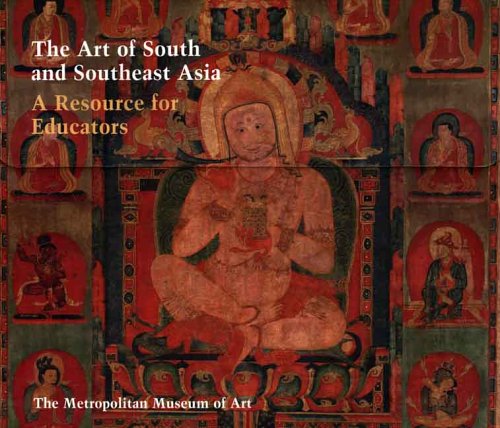 The Art of South
and Southeast Asia
A Resource for
Educators
The Metropolitan Museum of Art